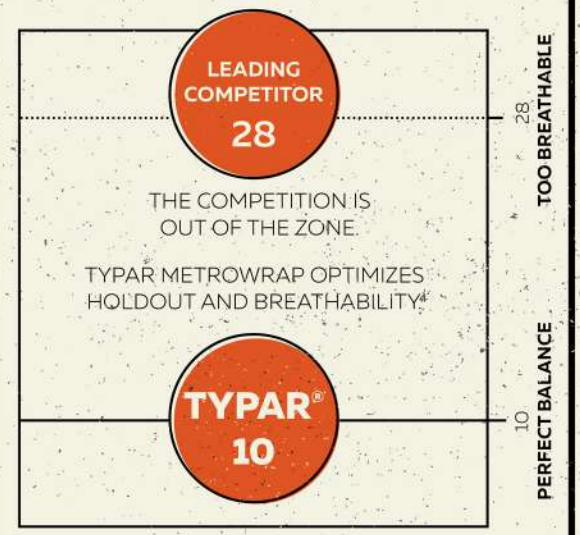 LEADING
COMPETITOR
28
THE COMPETITION IS
OUT OF THE ZONE.
TYPAR METROWRAP OPTIMIZES
HOLDOUT AND BREATHABILITY.
TYPAR®
10
28
TOO BREATHABLE
10
PERFECT BALANCE